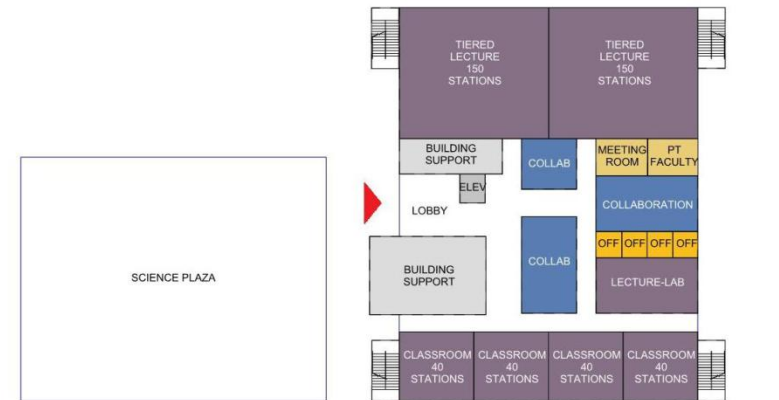 TIERED
LECTURE
150
STATIONS
TIERED
LECTURE
150
STATIONS
BUILDING
SUPPORT
COLLAB
MEETING
ROOM
PT
FACULTY
ELEV
LOBBY
COLLABORATION
OFF OFF OFF OFF
BUILDING
SUPPORT
COLLAB
LECTURE-LAB
SCIENCE PLAZA
CLASSROOM
40
STATIONS
CLASSROOM
40
STATIONS
CLASSROOM
40
STATIONS
CLASSROOM
40
STATIONS